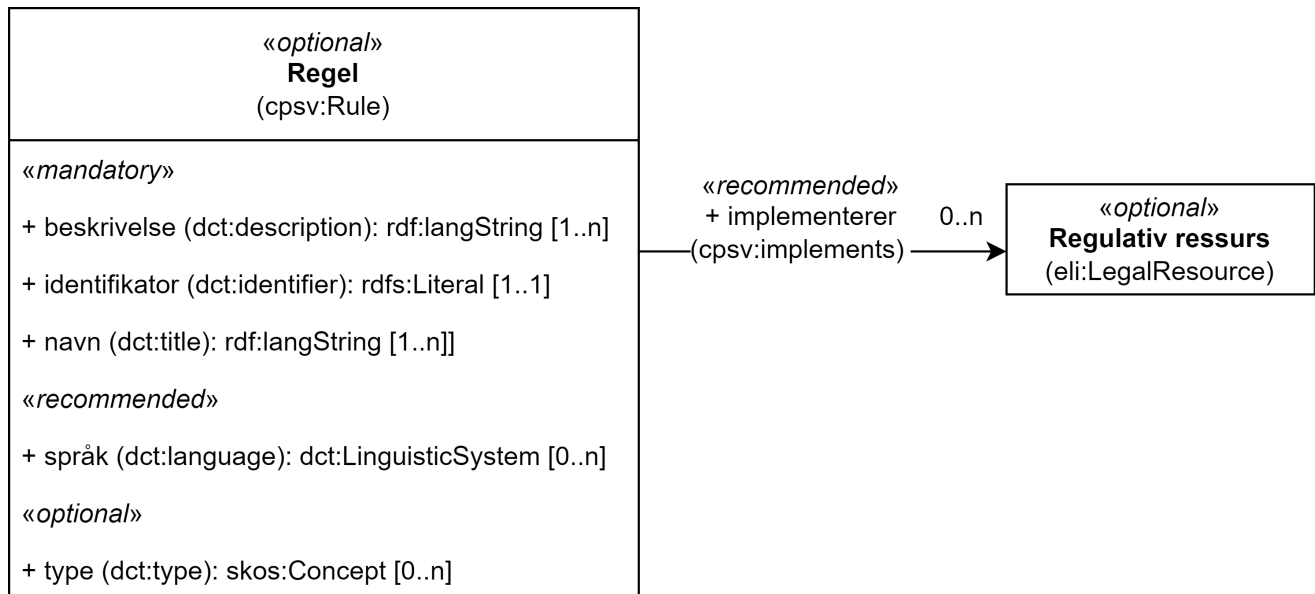 «optional»
Regel
(cpsv:Rule)
«mandatory»
+ beskrivelse (dct:description): rdf:langString [1..n]
+ identifikator (dct:identifier): rdfs:Literal [1..1]
+ navn (dct:title): rdf:langString [1..n]]
«recommended»
+ språk (dct:language): dct:LinguisticSystem [0..n]
«optional»
+ type (dct:type): skos:Concept [0..n]
«recommended»
+ implementerer
(cpsv:implements)
0..n
«optional»
Regulativ ressurs
(eli:LegalResource)